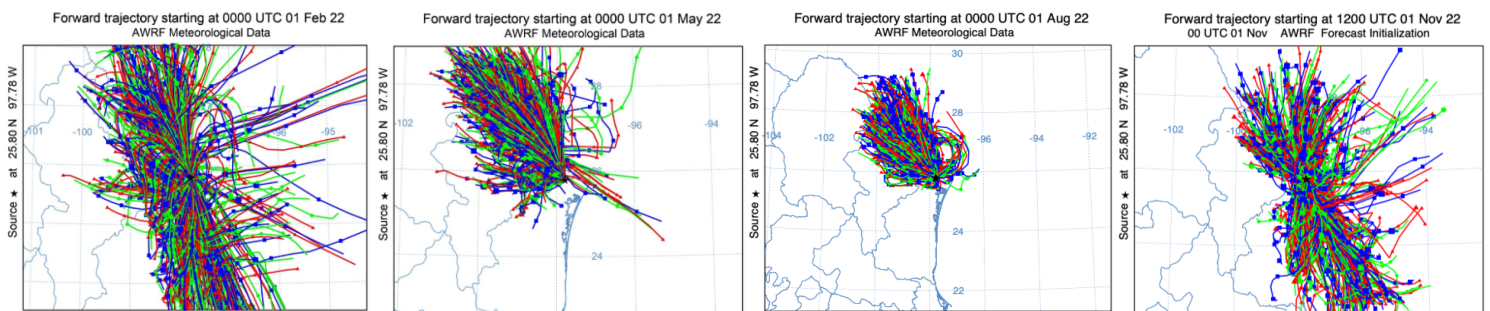 Forward trajectory starting at 0000 UTC 01 Feb 22
AWRF Meteorological Data
Source ★ at 25.80 N 97.78 W
-101
-100
-96
-95
Forward trajectory starting at 0000 UTC 01 May 22
AWRF Meteorological Data
Source ★ at 25.80 N 97.78 W
28
-102
-96
-94
24
Forward trajectory starting at 0000 UTC 01 Aug 22
AWRF Meteorological Data
Source ★ at 25.80 N 97.78 W
30
28
-104
-102
-96
-94
-92
24
22
Forward trajectory starting at 1200 UTC 01 Nov 22
00 UTC 01 Nov AWRF Forecast Initialization
Source ★ at 25.80 N 97.78 W
-102
-96
-94